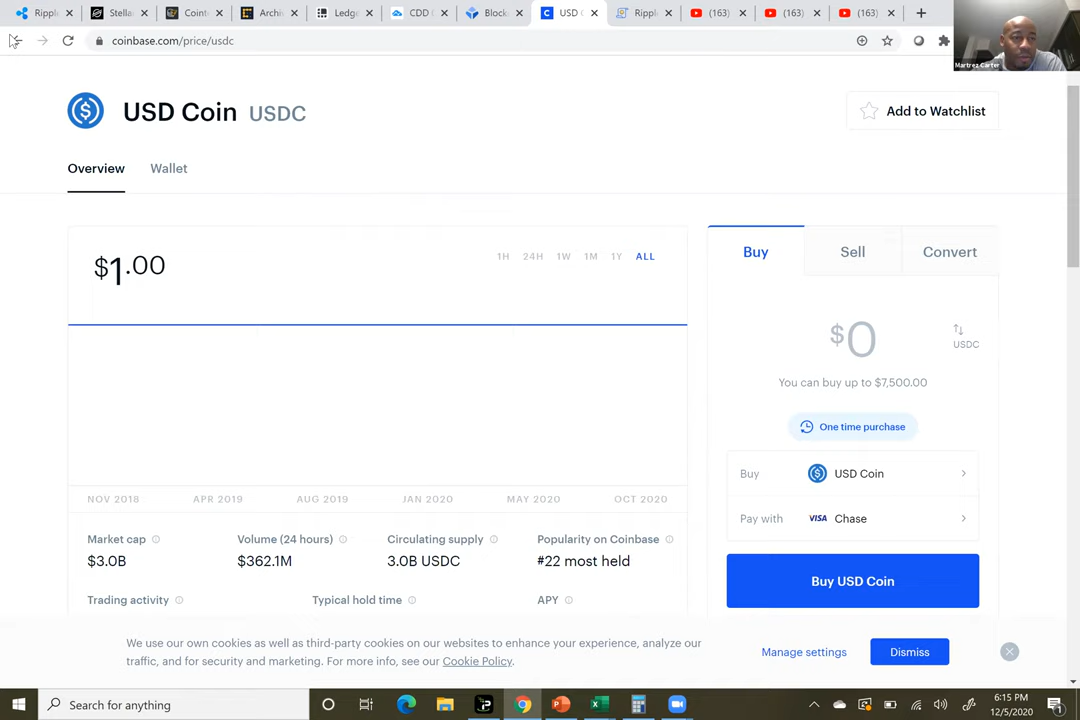 Rippl Stella Cointe Archi Ledge CDD ( Block USD C Rippl (163) (163) (163)
coinbase.com/price/usdc
Martrez Carter
USD Coin USDC
Add to Watchlist
Overview Wallet
$1.00
1H 24H 1W 1M 1Y ALL
Buy Sell Convert
$0
USDC
You can buy up to $7,500.00
One time purchase
Buy USD Coin
Pay with VISA Chase
Buy USD Coin
NOV 2018 APR 2019 AUG 2019 JAN 2020 MAY 2020 OCT 2020
Market cap Volume (24 hours) Circulating supply Popularity on Coinbase
$3.0B $362.1M 3.0B USDC #22 most held
Trading activity Typical hold time APY
We use our own cookies as well as third-party cookies on our websites to enhance your experience, analyze our
traffic, and for security and marketing. For more info, see our Cookie Policy.
Manage settings Dismiss
Search for anything
6:15 PM
12/5/2020